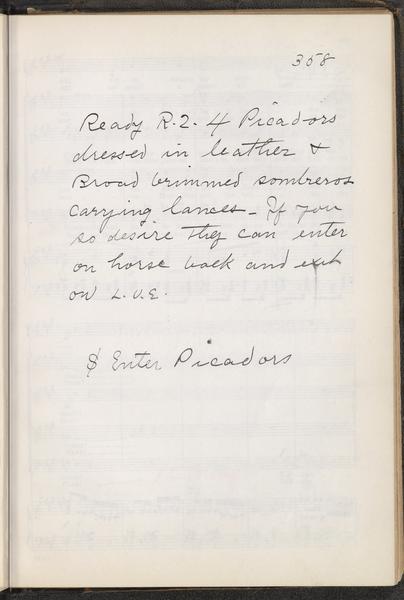 358
Ready R.2. 4 Picadors
dressed in leather &
Broad brimmed sombreros
carrying lances - If you
so desire they can enter
on horse back and exit
on L.U.E.
Enter Picadors